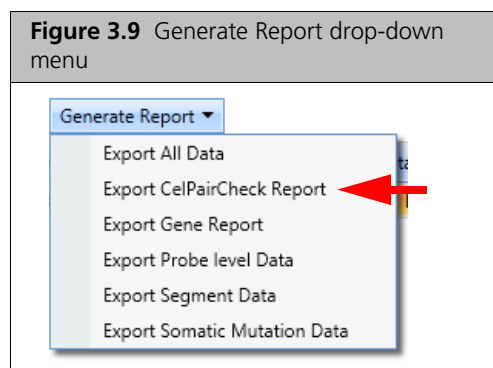 Figure 3.9 Generate Report drop-down
menu
Generate Report
Export All Data
Export CelPairCheck Report
Export Gene Report
Export Probe level Data
Export Segment Data
Export Somatic Mutation Data